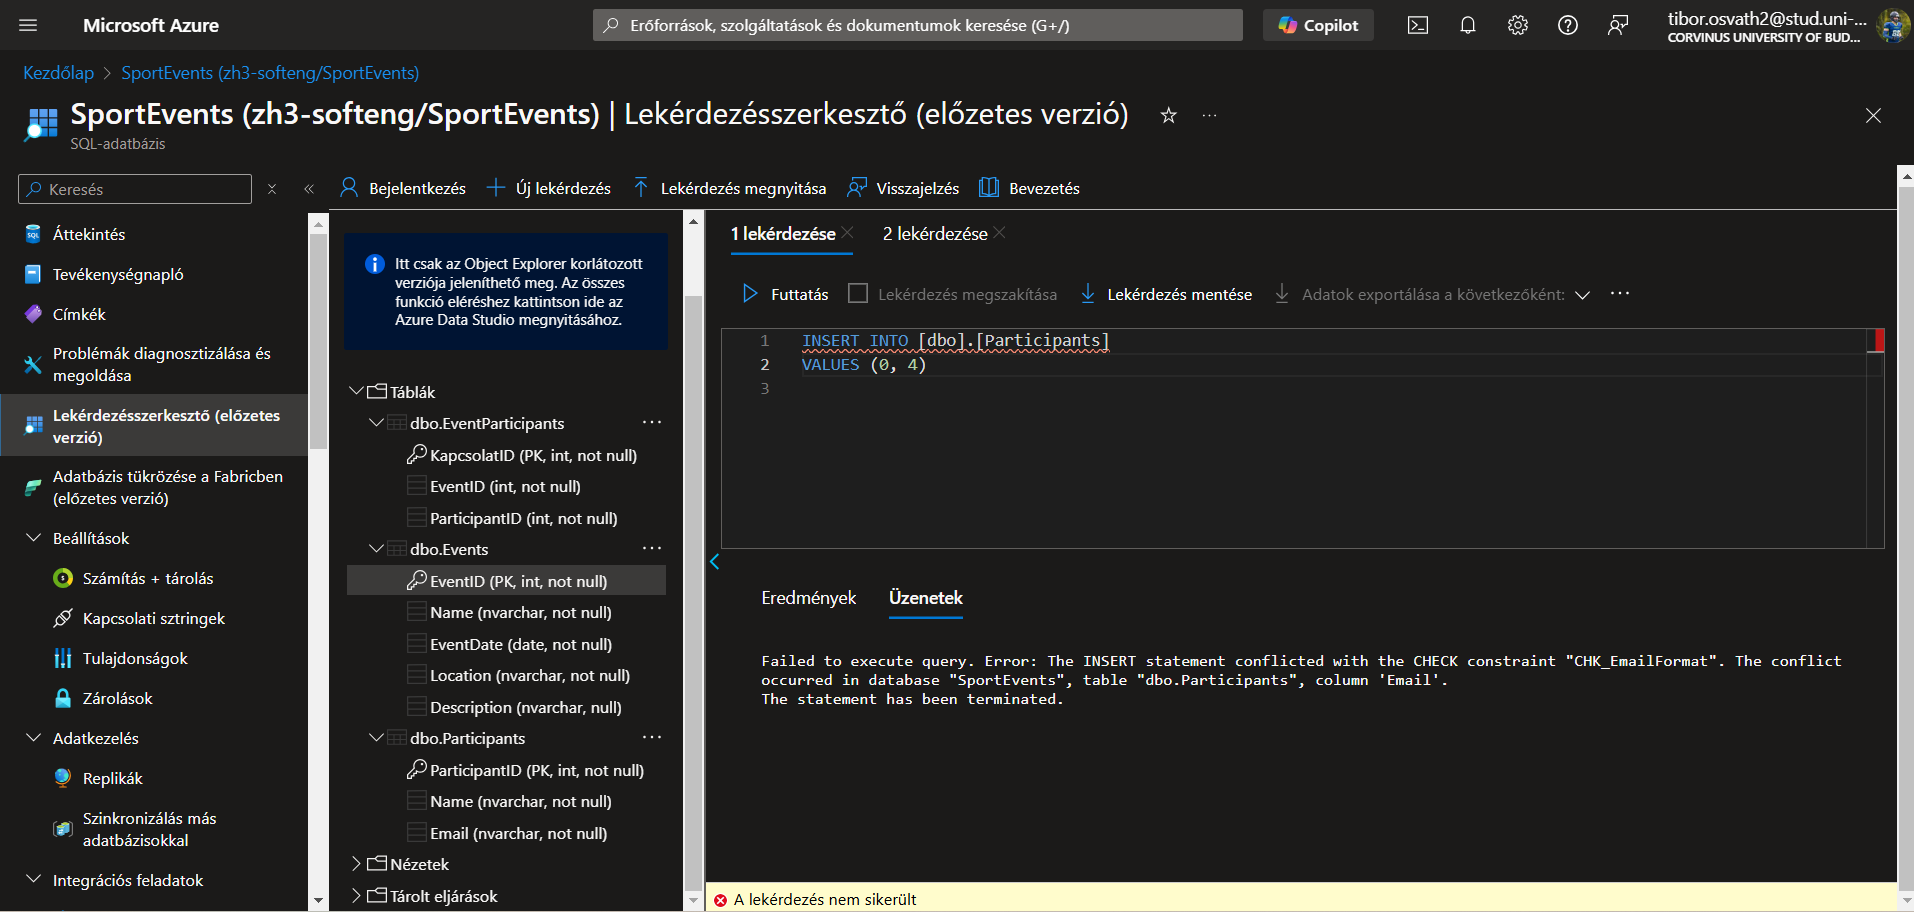 Microsoft Azure
Erőforrások, szolgáltatások és dokumentumok keresése (G+/)
Copilot
tibor.osvath2@stud.uni-...
CORVINUS UNIVERSITY OF BUD...
Kezdőlap > SportEvents (zh3-softeng/SportEvents)
SportEvents (zh3-softeng/SportEvents) | Lekérdezésszerkesztő (előzetes verzió)
SQL-adatbázis
Keresés
Áttekintés
Tevékenységnapló
Címkék
Problémák diagnosztizálása és
megoldása
Lekérdezésszerkesztő (előzetes
verzió)
Adatbázis tükrözése a Fabricben
(előzetes verzió)
Beállítások
Számítás + tárolás
Kapcsolati sztringek
Tulajdonságok
Zárolások
Adatkezelés
Replikák
Szinkronizálás más
adatbázisokkal
Integrációs feladatok
Bejelentkezés
Új lekérdezés
Lekérdezés megnyitása
Visszajelzés
Bevezetés
Itt csak az Object Explorer korlátozott
verziója jeleníthető meg. Az összes
funkció eléréshez kattintson ide az
Azure Data Studio megnyitásához.
Táblák
dbo.EventParticipants
KapcsolatID (PK, int, not null)
EventID (int, not null)
ParticipantID (int, not null)
dbo.Events
EventID (PK, int, not null)
Name (nvarchar, not null)
EventDate (date, not null)
Location (nvarchar, not null)
Description (nvarchar, null)
dbo.Participants
ParticipantID (PK, int, not null)
Name (nvarchar, not null)
Email (nvarchar, not null)
Nézetek
Tárolt eljárások
1 lekérdezése
2 lekérdezése
Futtatás
Lekérdezés megszakítása
Lekérdezés mentése
Adatok exportálása a következőként:
1 INSERT INTO [dbo].[Participants]
2 VALUES (0, 4)
3
Eredmények
Üzenetek
Failed to execute query. Error: The INSERT statement conflicted with the CHECK constraint "CHK_EmailFormat". The conflict
occurred in database "SportEvents", table "dbo.Participants", column 'Email'.
The statement has been terminated.
A lekérdezés nem sikerült